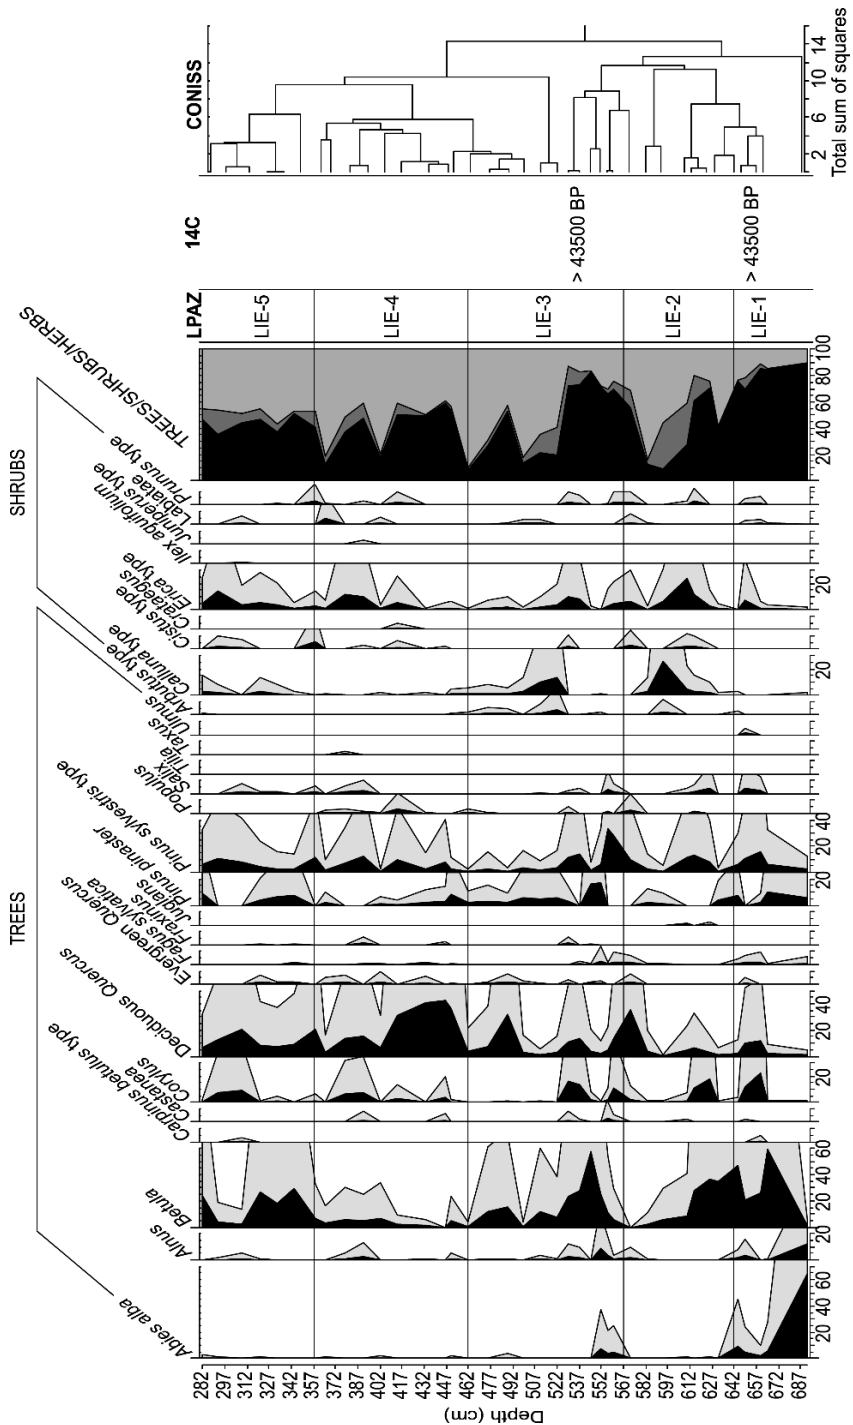 TREES
SHRUBS
Abies alba
Alnus
Betula
Carpinus betulus type
Castanea
Corylus
Deciduous Quercus
Evergreen Quercus
Fagus sylvatica
Fraxinus
Juglans
Pinus pinaster
Pinus sylvestris type
Populus
Salix
Tilia
Taxus
Ulmus
Arbutus type
Calluna type
Cistus type
Crataegus
Erica type
Ilex aquifolium
Juniperus type
Labiatae
Prunus type
TREES/SHRUBS/HERBS
LPAZ
14C
CONISS
LIE-5
LIE-4
LIE-3
LIE-2
LIE-1
> 43500 BP
> 43500 BP
282
297
312
327
342
357
372
387
402
417
432
447
462
477
492
507
522
537
552
567
582
597
612
627
642
657
672
687
Depth (cm)
20 40 60
20
20 40 60
20
20 40
20
20 40
20
20
20 40 60 80 100
2 6 10 14
Total sum of squares